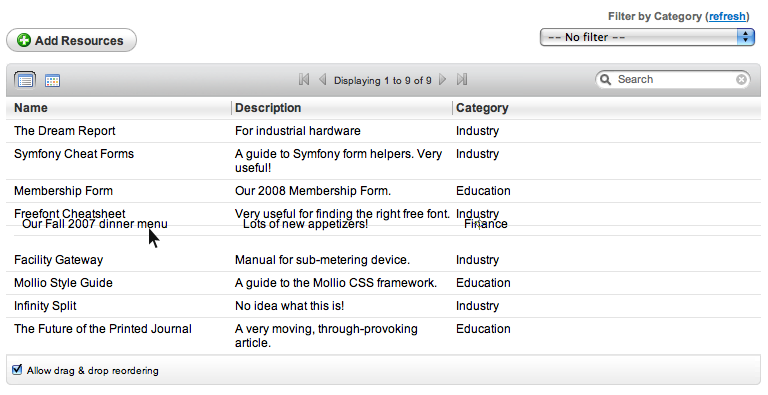 Filter by Category (refresh)
Add Resources
-- No filter --
Displaying 1 to 9 of 9
Search
Name Description Category
The Dream Report For industrial hardware Industry
Symfony Cheat Forms A guide to Symfony form helpers. Very Industry
useful!
Membership Form Our 2008 Membership Form. Education
Freefont Cheatsheet Very useful for finding the right free font. Industry
Our Fall 2007 dinner menu Lots of new appetizers! Finance
Facility Gateway Manual for sub-metering device. Industry
Mollio Style Guide A guide to the Mollio CSS framework. Education
Infinity Split No idea what this is! Industry
The Future of the Printed Journal A very moving, through-provoking Education
article.
Allow drag & drop reordering